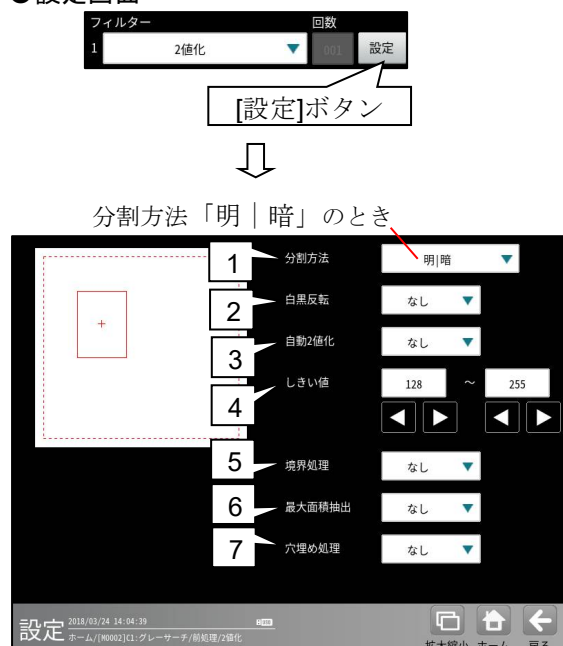 ●設定画面
フィルター 回数
1 2値化 001 設定
[設定]ボタン
分割方法「明｜暗」のとき
1 分割方法 明|暗
2 白黒反転 なし
3 自動2値化 なし
4 しきい値 128 ～ 255
5 境界処理 なし
6 最大面積抽出 なし
7 穴埋め処理 なし
設定 2018/03/24 14:04:39
ホーム/[M0002]C1:グレーサーチ/前処理/2値化
拡大縮小 ホーム 戻る